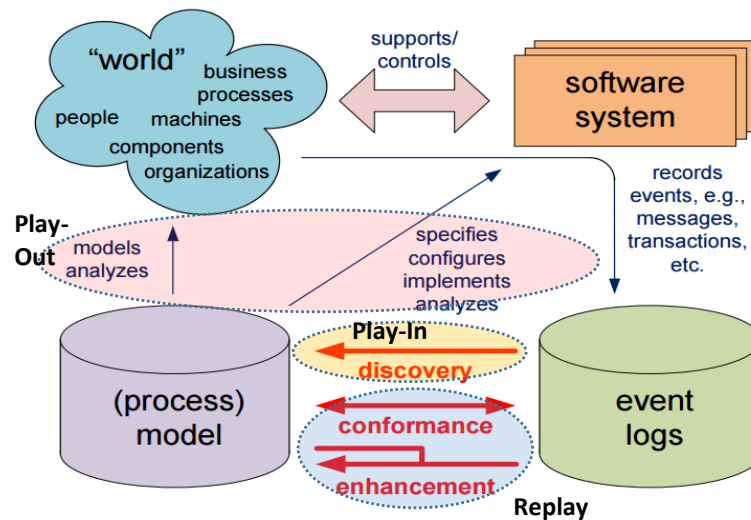 “world”
business
processes
people
machines
components
organizations
supports/
controls
software
system
records
events, e.g.,
messages,
transactions,
etc.
Play-
Out
models
analyzes
specifies
configures
implements
analyzes
Play-In
discovery
(process)
model
conformance
enhancement
event
logs
Replay